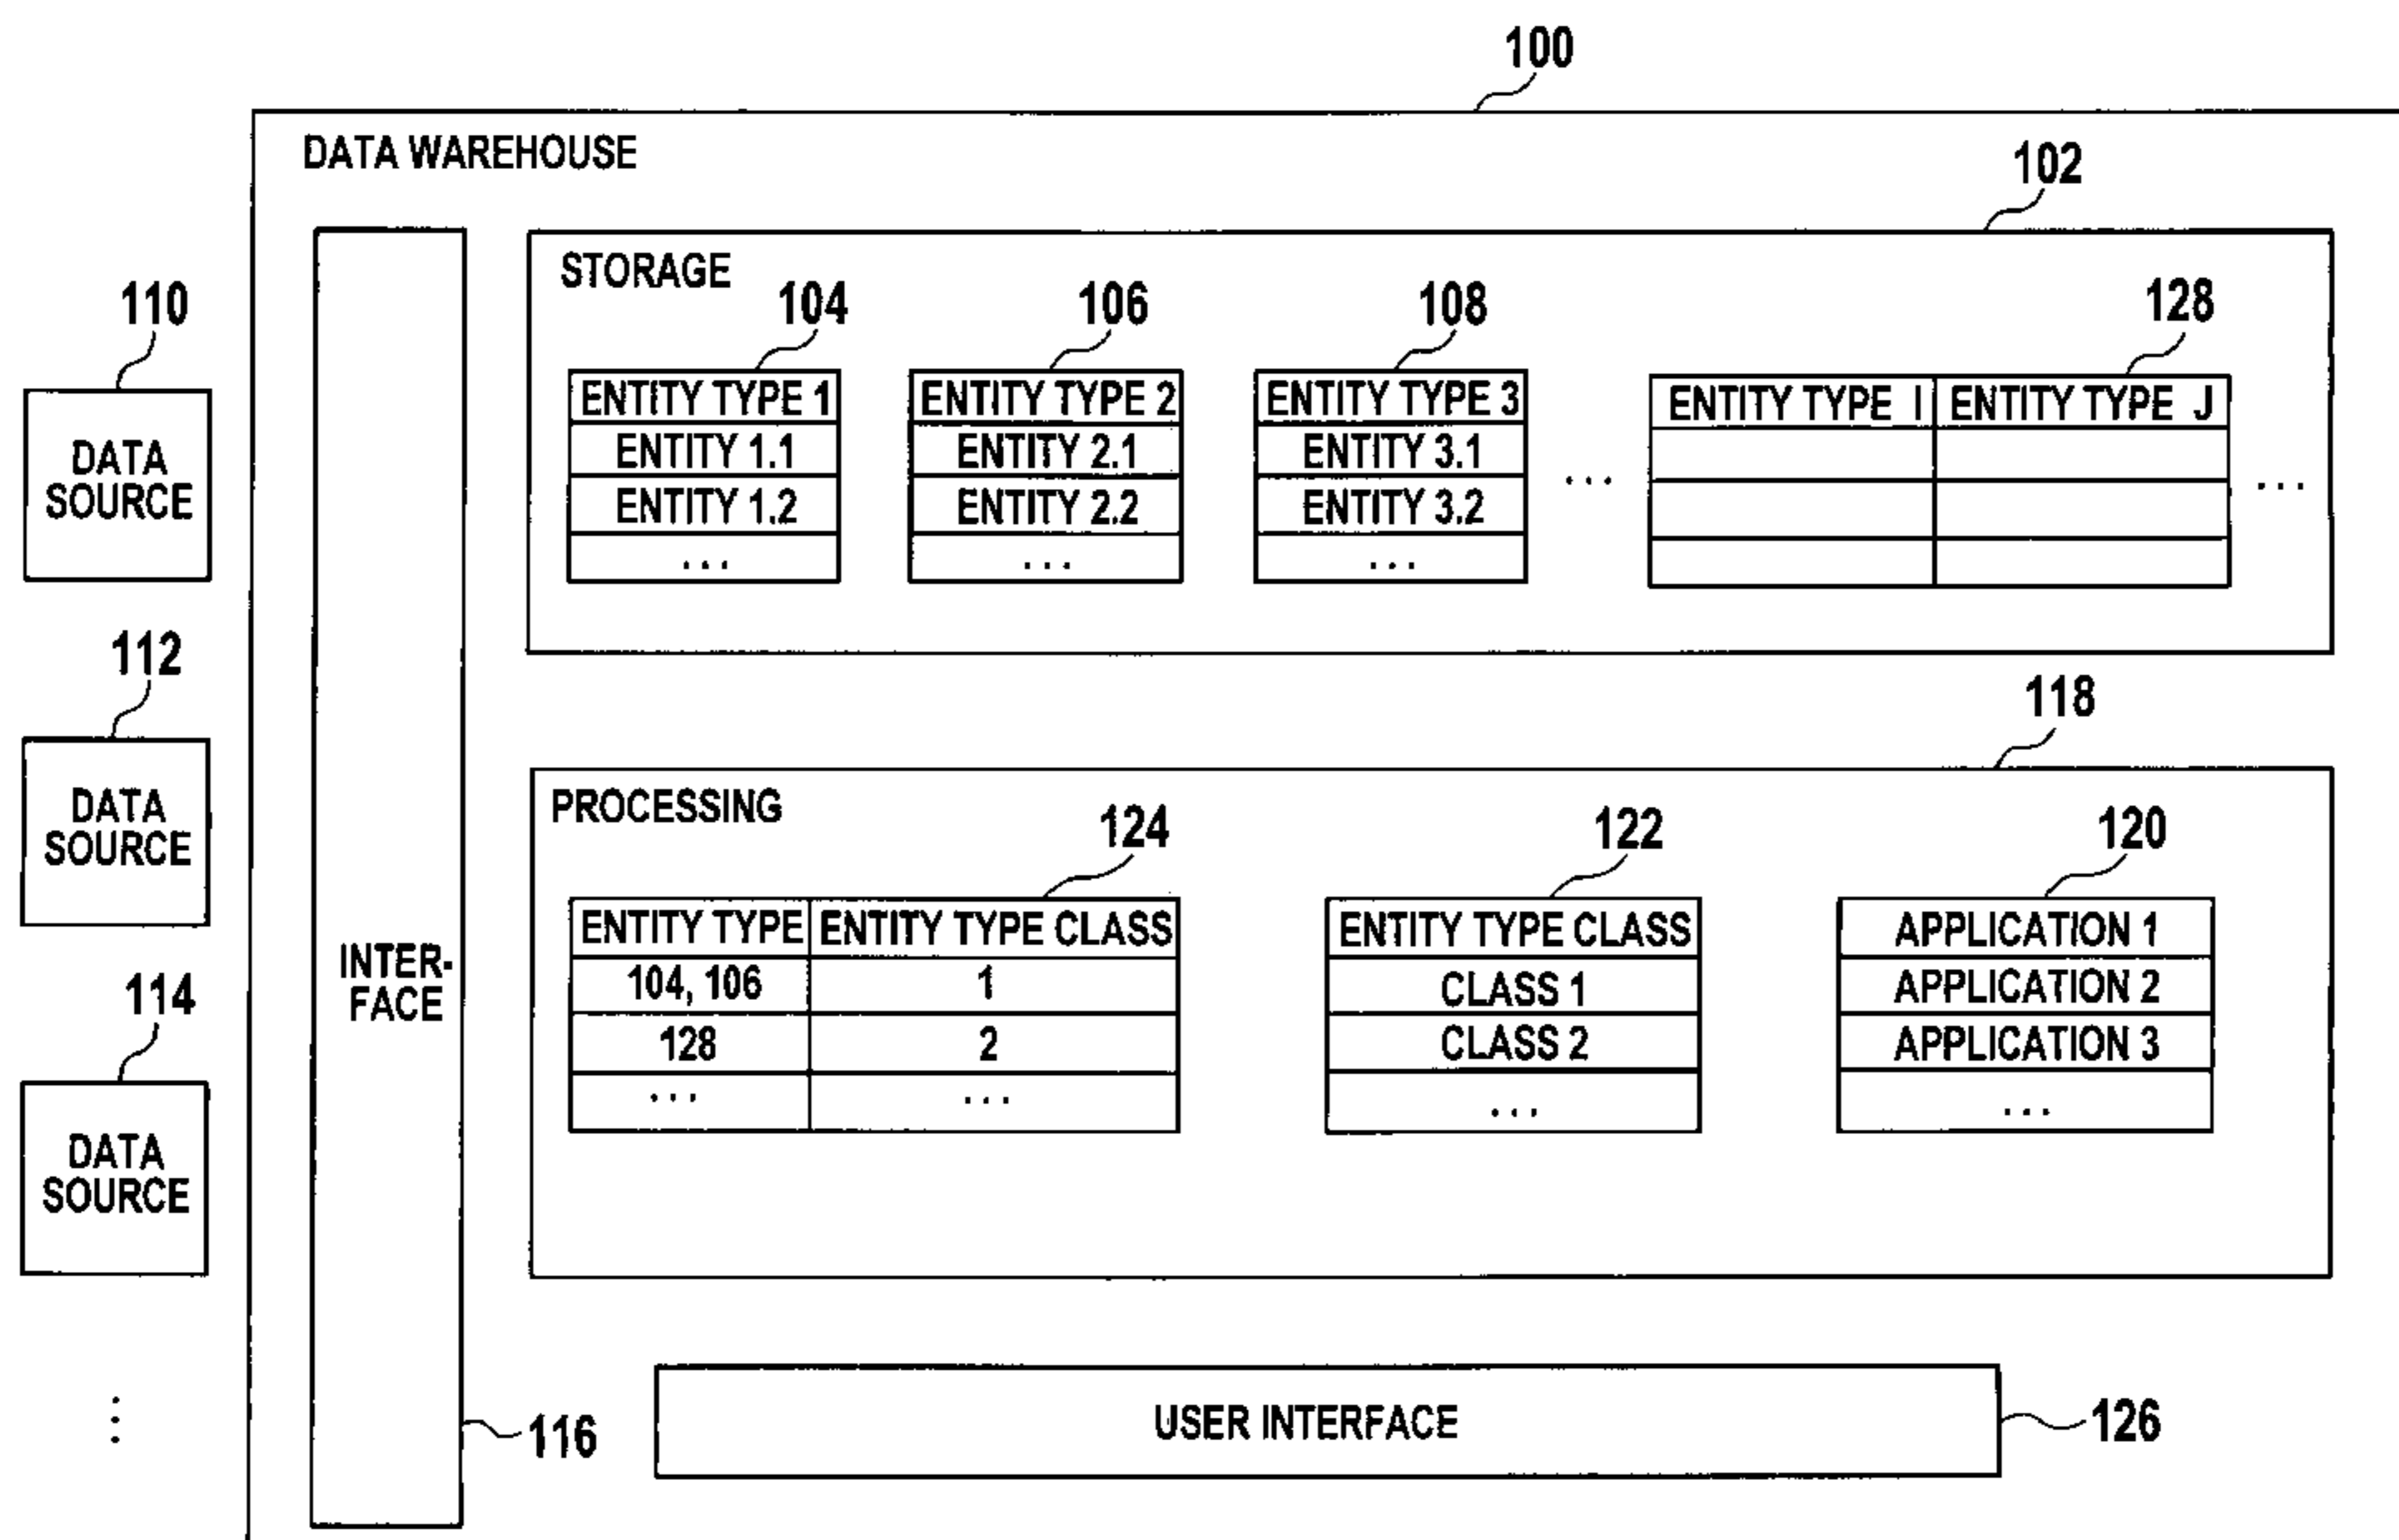 100
DATA WAREHOUSE
102
STORAGE
104
106
108
128
110
ENTITY TYPE 1
ENTITY 1.1
ENTITY 1.2
...
ENTITY TYPE 2
ENTITY 2.1
ENTITY 2.2
...
ENTITY TYPE 3
ENTITY 3.1
ENTITY 3.2
...
...
ENTITY TYPE I
ENTITY TYPE J
...
DATA
SOURCE
112
DATA
SOURCE
114
DATA
SOURCE
...
INTER-
FACE
116
118
PROCESSING
124
122
120
ENTITY TYPE
ENTITY TYPE CLASS
104, 106
1
128
2
...
...
ENTITY TYPE CLASS
CLASS 1
CLASS 2
...
APPLICATION 1
APPLICATION 2
APPLICATION 3
...
USER INTERFACE
126